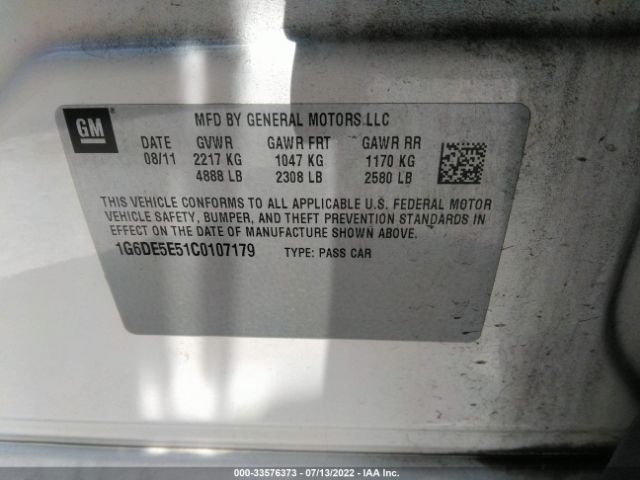 GM
MFD BY GENERAL MOTORS LLC
DATE GVWR GAWR FRT GAWR RR
08/11 2217 KG 1047 KG 1170 KG
4888 LB 2308 LB 2580 LB
THIS VEHICLE CONFORMS TO ALL APPLICABLE U.S. FEDERAL MOTOR
VEHICLE SAFETY, BUMPER, AND THEFT PREVENTION STANDARDS IN
EFFECT ON THE DATE OF MANUFACTURE SHOWN ABOVE.
1G6DE5E51C0107179 TYPE: PASS CAR
000-33576373 - 07/13/2022 - IAA Inc.